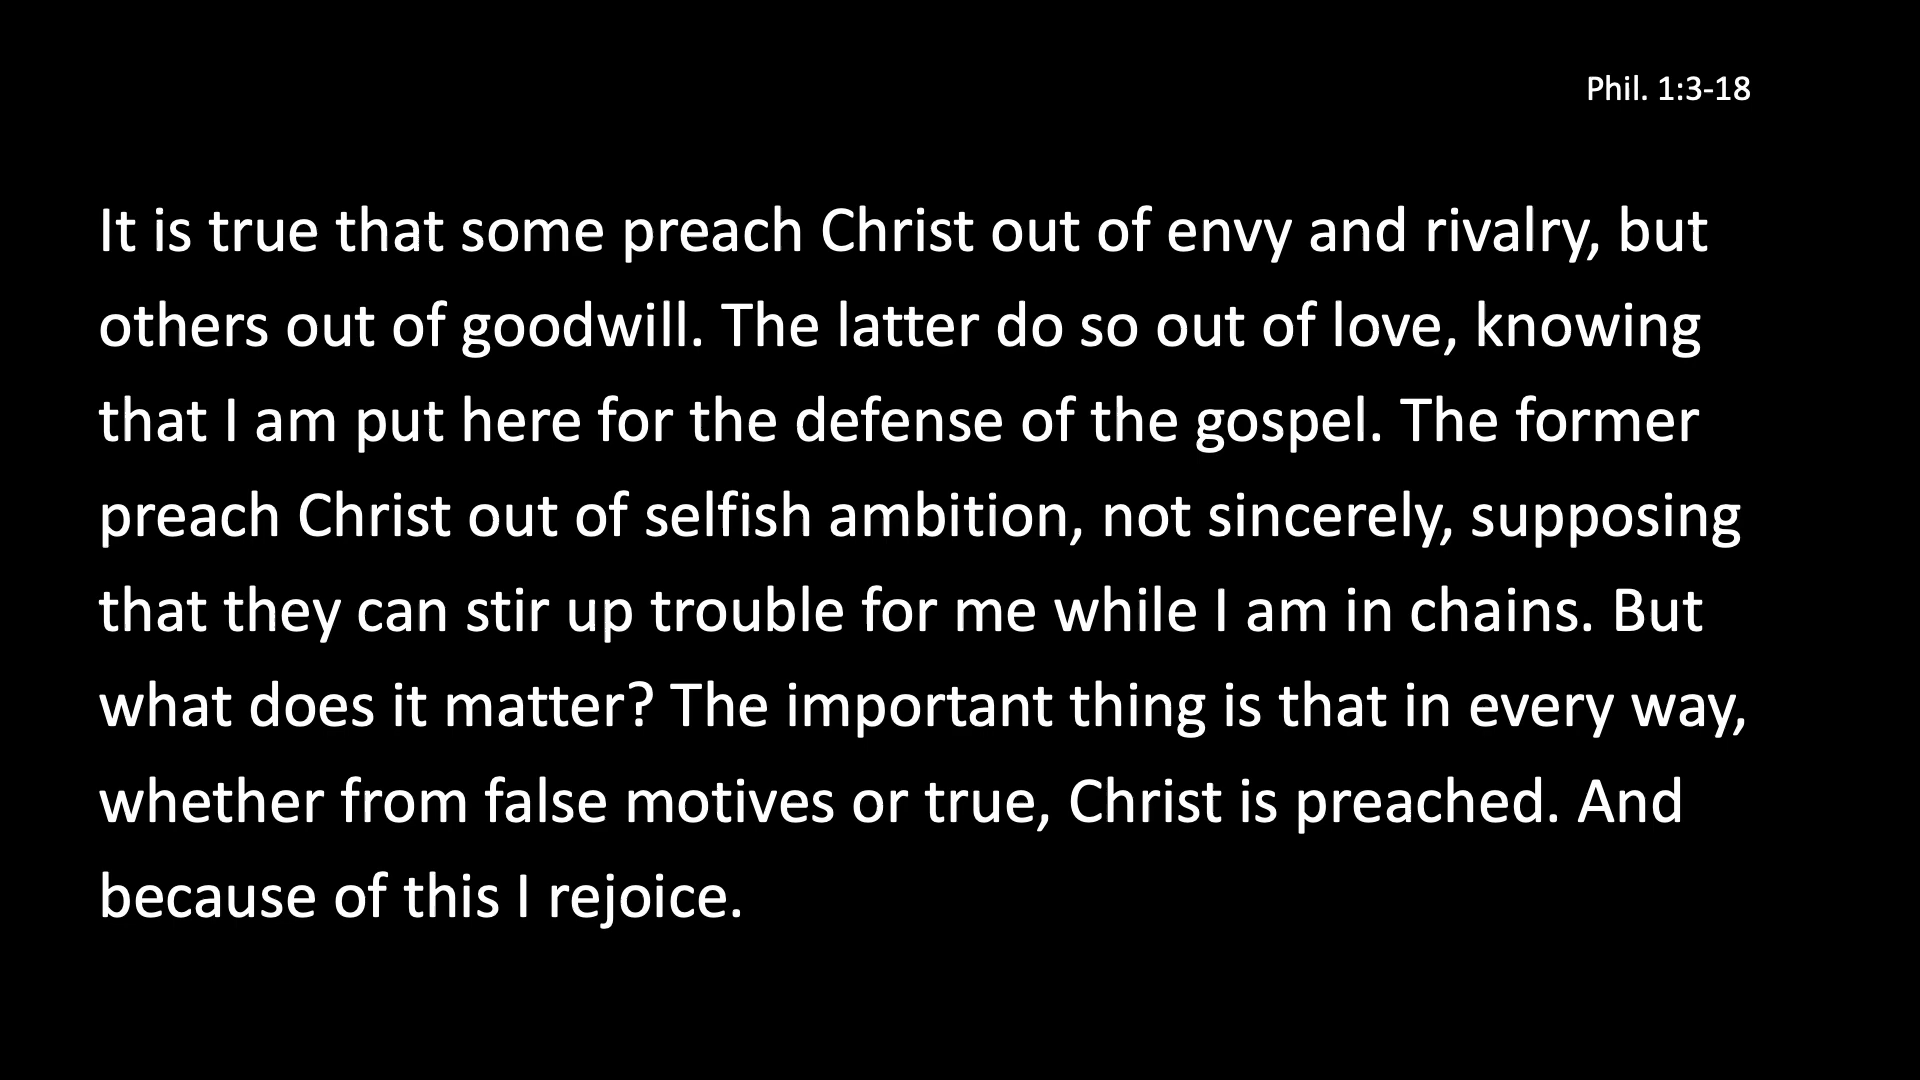 Phil. 1:3-18
It is true that some preach Christ out of envy and rivalry, but
others out of goodwill. The latter do so out of love, knowing
that I am put here for the defense of the gospel. The former
preach Christ out of selfish ambition, not sincerely, supposing
that they can stir up trouble for me while I am in chains. But
what does it matter? The important thing is that in every way,
whether from false motives or true, Christ is preached. And
because of this I rejoice.